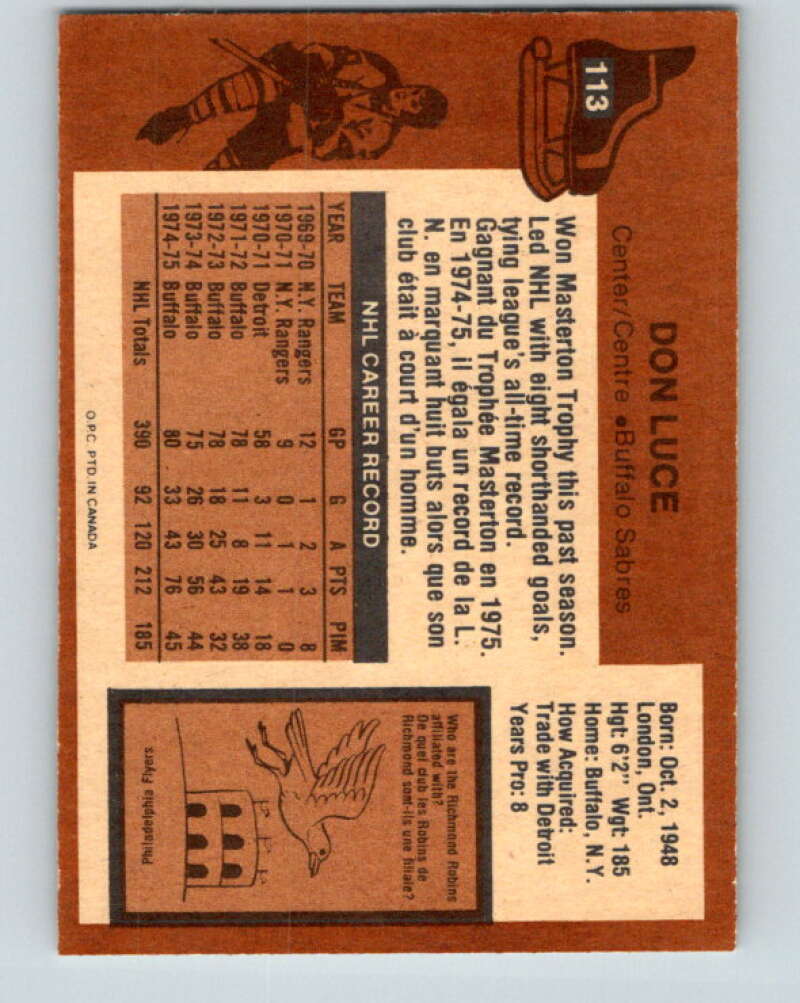 113
DON LUCE
Center/Centre • Buffalo Sabres
Won Masterton Trophy this past season.
Led NHL with eight shorthanded goals,
tying league's all-time record.
Gagnant du Trophée Masterton en 1975.
En 1974-75, il égala un record de la L.
N. en marquant huit buts alors que son
club était à court d'un homme.
NHL CAREER RECORD
YEAR TEAM GP G A PTS PIM
1969-70 N.Y. Rangers 12 1 2 3 8
1970-71 N.Y. Rangers 9 0 1 1 0
1970-71 Detroit 58 3 11 14 18
1971-72 Buffalo 78 11 8 19 38
1972-73 Buffalo 78 18 25 43 32
1973-74 Buffalo 75 26 30 56 44
1974-75 Buffalo 80 33 43 76 45
NHL Totals 390 92 120 212 185
O.P.C. PTD. IN CANADA
Born: Oct. 2, 1948
London, Ont.
Hgt: 6'2" Wgt: 185
Home: Buffalo, N.Y.
How Acquired:
Trade with Detroit
Years Pro: 8
Who are the Richmond Robins
affiliated with?
De quel club les Robins de
Richmond sont-ils une filiale?
Philadelphia Flyers